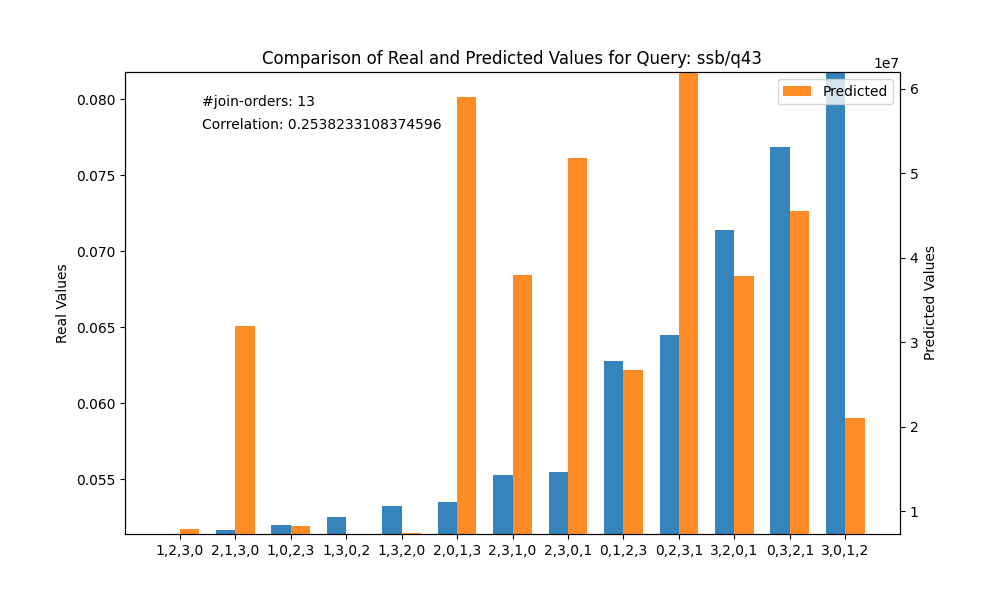 Comparison of Real and Predicted Values for Query: ssb/q43
1e7
#join-orders: 13
Correlation: 0.2538233108374596
Predicted
0.080
0.075
0.070
0.065
0.060
0.055
Real Values
6
5
4
3
2
1
Predicted Values
1,2,3,0 2,1,3,0 1,0,2,3 1,3,0,2 1,3,2,0 2,0,1,3 2,3,1,0 2,3,0,1 0,1,2,3 0,2,3,1 3,2,0,1 0,3,2,1 3,0,1,2